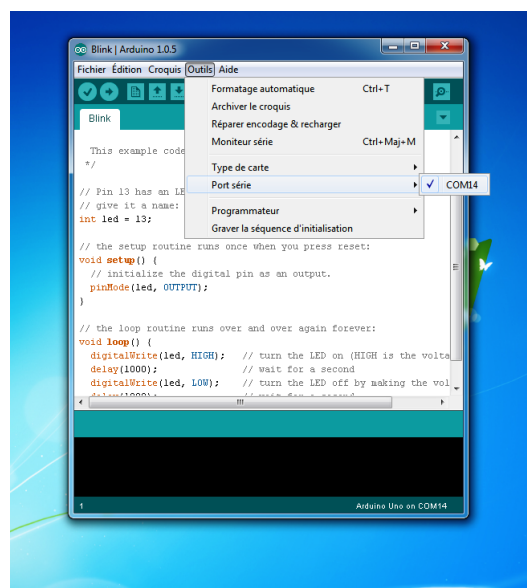 Blink | Arduino 1.0.5
Fichier Édition Croquis Outils Aide
Formatage automatique Ctrl+T
Archiver le croquis
Réparer encodage & recharger
Moniteur série Ctrl+Maj+M
Type de carte
Port série
COM14
Programmateur
Graver la séquence d'initialisation
Blink
This example code
*/
// Pin 13 has an LE
// give it a name:
int led = 13;
// the setup routine runs once when you press reset:
void setup() {
// initialize the digital pin as an output.
pinMode(led, OUTPUT);
}
// the loop routine runs over and over again forever:
void loop() {
digitalWrite(led, HIGH); // turn the LED on (HIGH is the volta
delay(1000); // wait for a second
digitalWrite(led, LOW); // turn the LED off by making the vol
delay(1000); // wait for a second
1
Arduino Uno on COM14